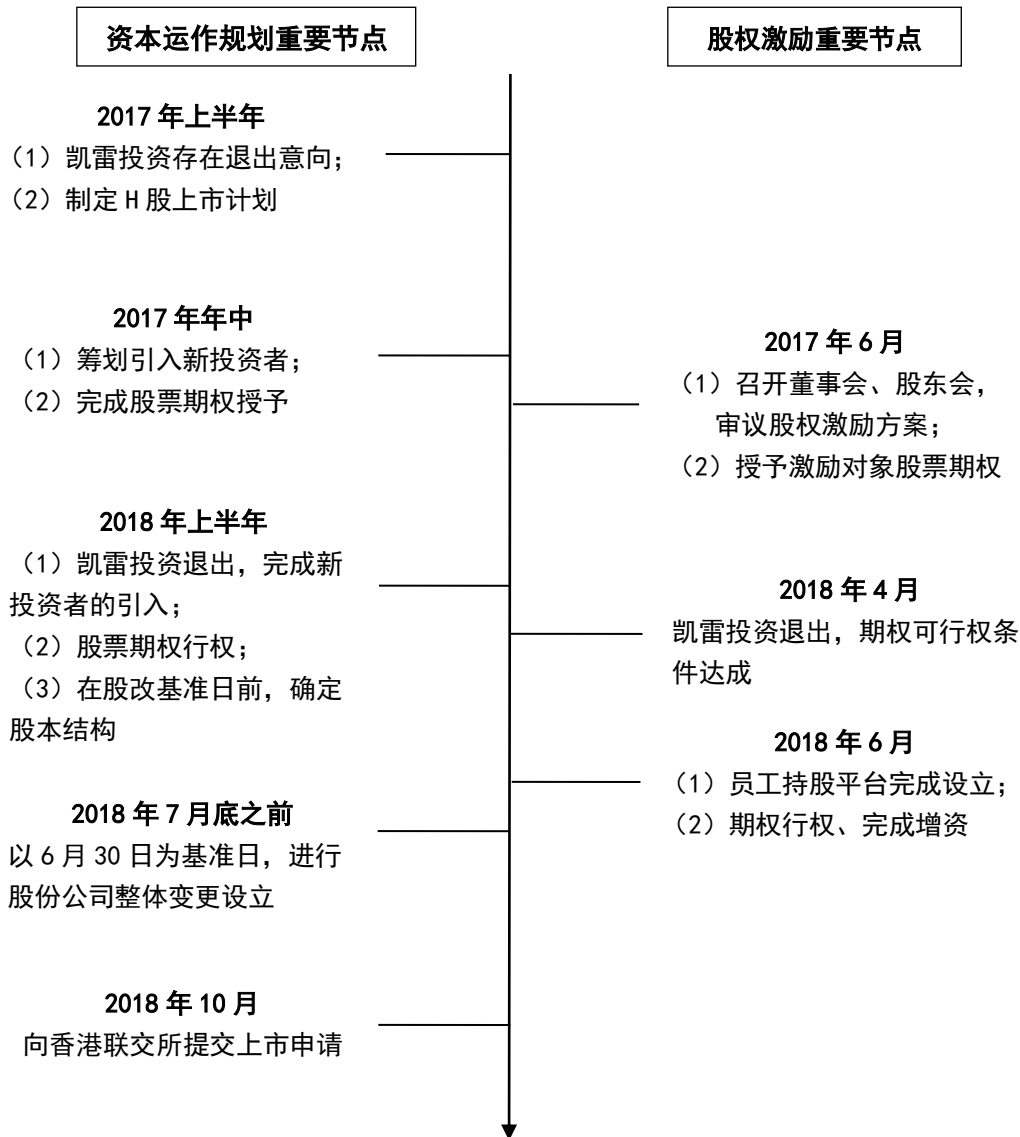 资本运作规划重要节点
股权激励重要节点
2017 年上半年
（1）凯雷投资存在退出意向；
（2）制定 H 股上市计划
2017 年年中
（1）筹划引入新投资者；
（2）完成股票期权授予
2017 年 6 月
（1）召开董事会、股东会，
审议股权激励方案；
（2）授予激励对象股票期权
2018 年上半年
（1）凯雷投资退出，完成新
投资者的引入；
（2）股票期权行权；
（3）在股改基准日前，确定
股本结构
2018 年 4 月
凯雷投资退出，期权可行权条
件达成
2018 年 6 月
（1）员工持股平台完成设立；
（2）期权行权、完成增资
2018 年 7 月底之前
以 6 月 30 日为基准日，进行
股份公司整体变更设立
2018 年 10 月
向香港联交所提交上市申请